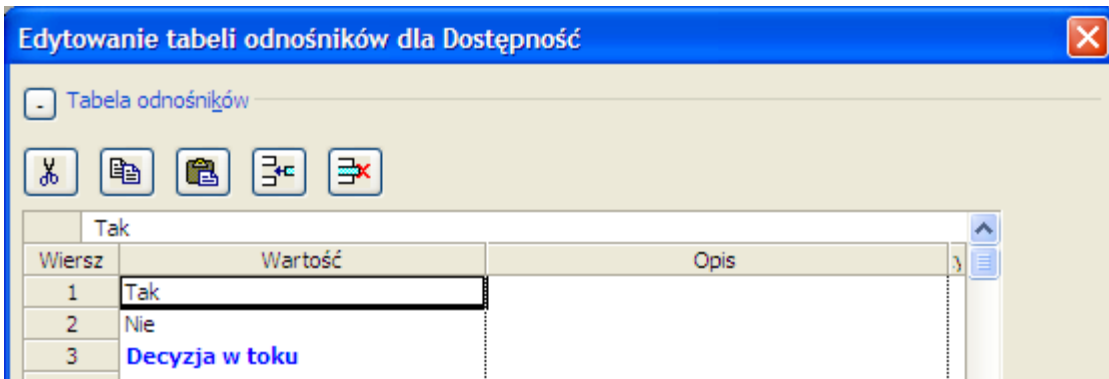 Edytowanie tabeli odnośników dla Dostępność
- Tabela odnośników
Tak
Wiersz Wartość Opis
1 Tak
2 Nie
3 Decyzja w toku